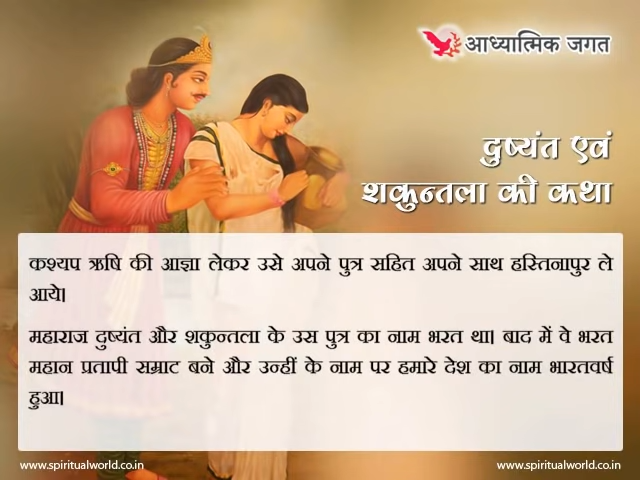 आध्यात्मिक जगत
दुष्यंत एवं
शकुन्तला की कथा
कश्यप ऋषि की आज्ञा लेकर उसे अपने पुत्र सहित अपने साथ हस्तिनापुर ले
आये।
महाराज दुष्यंत और शकुन्तला के उस पुत्र का नाम भरत था। बाद में वे भरत
महान प्रतापी सम्राट बने और उन्हीं के नाम पर हमारे देश का नाम भारतवर्ष
हुआ।
www.spiritualworld.co.in
www.spiritualworld.co.in